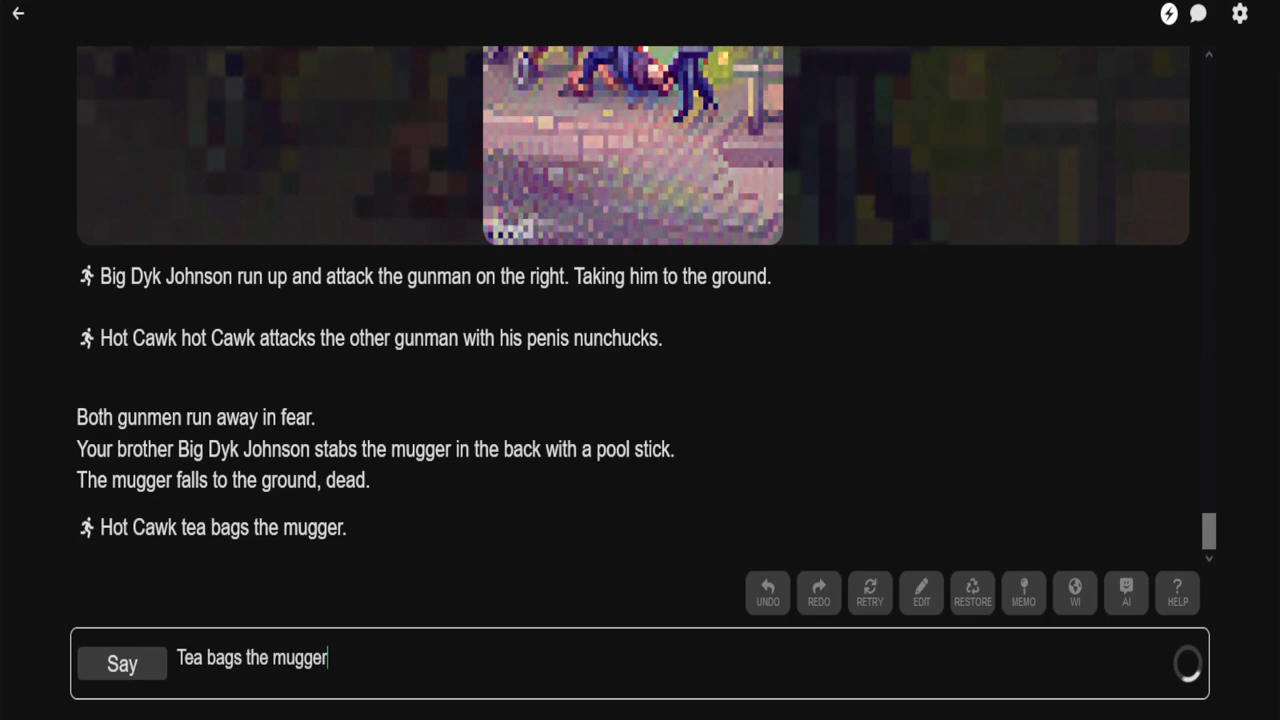 Big Dyk Johnson run up and attack the gunman on the right. Taking him to the ground.
Hot Cawk hot Cawk attacks the other gunman with his penis nunchucks.
Both gunmen run away in fear.
Your brother Big Dyk Johnson stabs the mugger in the back with a pool stick.
The mugger falls to the ground, dead.
Hot Cawk tea bags the mugger.
UNDO REDO RETRY EDIT RESTORE MEMO WI AI HELP
Say Tea bags the mugger